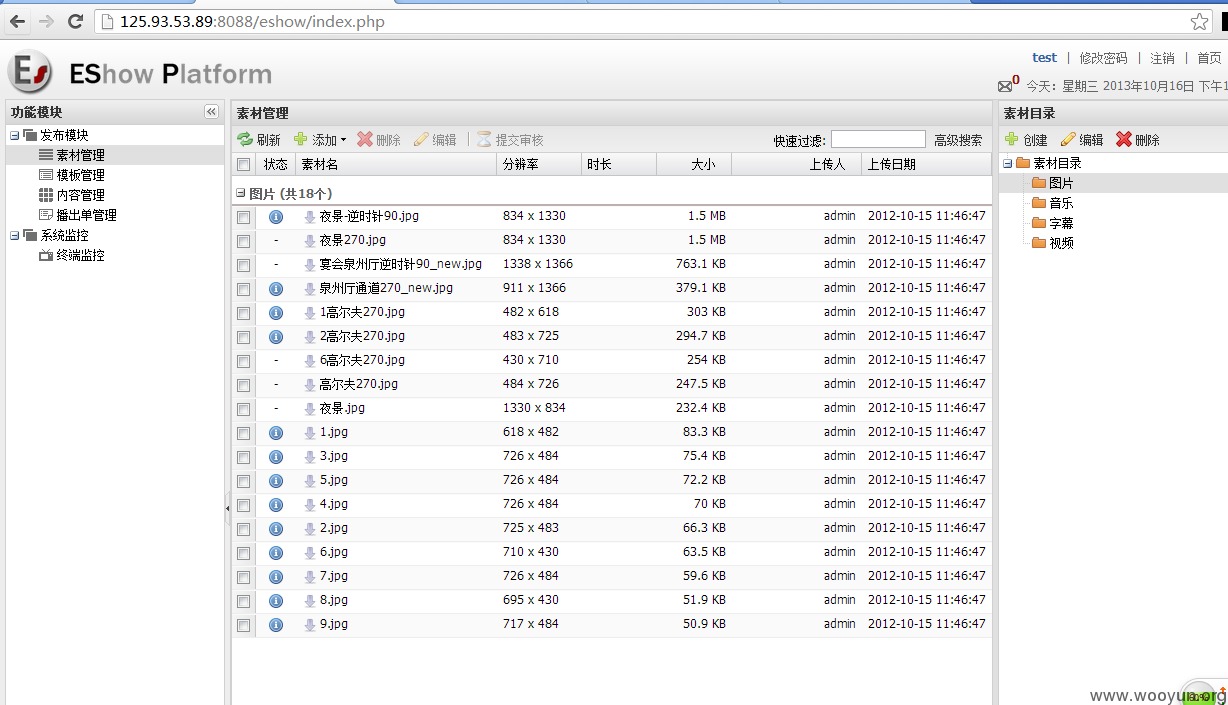 125.93.53.89:8088/eshow/index.php
EShow Platform
test | 修改密码 | 注销 | 首页
0 今天：星期三 2013年10月16日 下午1
功能模块
发布模块
素材管理
模板管理
内容管理
播出单管理
系统监控
终端监控
素材管理
刷新 添加 删除 编辑 提交审核 快速过滤: 高级搜索
状态 素材名 分辨率 时长 大小 上传人 上传日期
图片 (共18个)
夜景-逆时针90.jpg 834 x 1330 1.5 MB admin 2012-10-15 11:46:47
- 夜景270.jpg 834 x 1330 1.5 MB admin 2012-10-15 11:46:47
- 宴会泉州厅逆时针90_new.jpg 1338 x 1366 763.1 KB admin 2012-10-15 11:46:47
泉州厅通道270_new.jpg 911 x 1366 379.1 KB admin 2012-10-15 11:46:47
1高尔夫270.jpg 482 x 618 303 KB admin 2012-10-15 11:46:47
2高尔夫270.jpg 483 x 725 294.7 KB admin 2012-10-15 11:46:47
- 6高尔夫270.jpg 430 x 710 254 KB admin 2012-10-15 11:46:47
- 高尔夫270.jpg 484 x 726 247.5 KB admin 2012-10-15 11:46:47
- 夜景.jpg 1330 x 834 232.4 KB admin 2012-10-15 11:46:47
1.jpg 618 x 482 83.3 KB admin 2012-10-15 11:46:47
3.jpg 726 x 484 75.4 KB admin 2012-10-15 11:46:47
5.jpg 726 x 484 72.2 KB admin 2012-10-15 11:46:47
4.jpg 726 x 484 70 KB admin 2012-10-15 11:46:47
2.jpg 725 x 483 66.3 KB admin 2012-10-15 11:46:47
6.jpg 710 x 430 63.5 KB admin 2012-10-15 11:46:47
7.jpg 726 x 484 59.6 KB admin 2012-10-15 11:46:47
8.jpg 695 x 430 51.9 KB admin 2012-10-15 11:46:47
9.jpg 717 x 484 50.9 KB admin 2012-10-15 11:46:47
素材目录
创建 编辑 删除
素材目录
图片
音乐
字幕
视频
www.wooyun.org